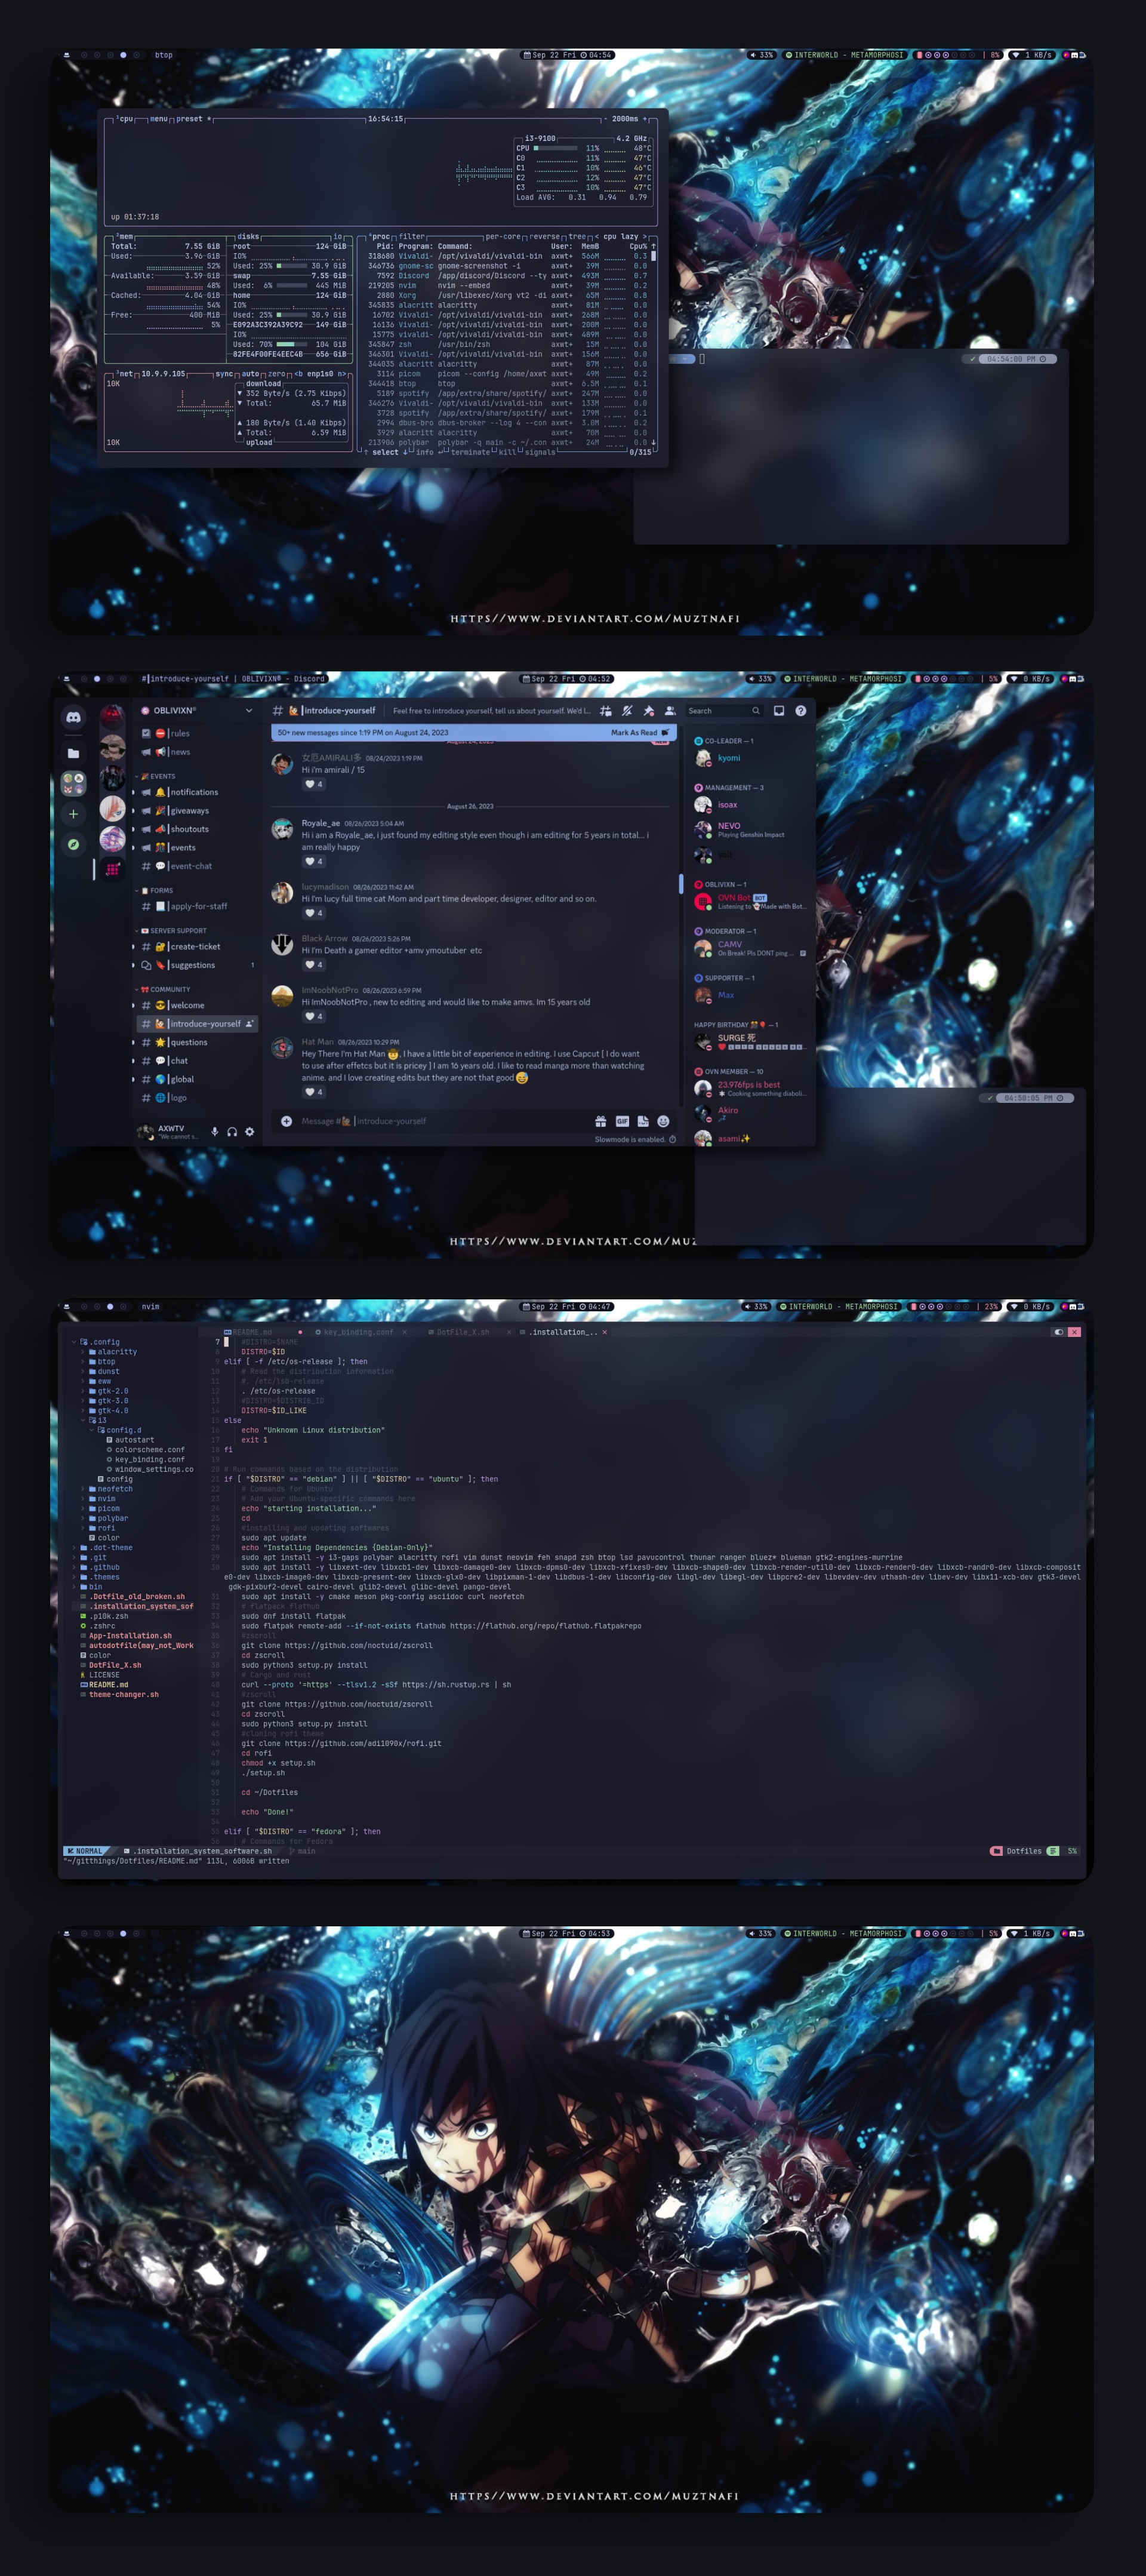 btop
Sep 22 Fri 04:54
33%
INTERWORLD - METAMORPHOSI
| 8%
1 KB/s
¹cpu menu preset * 16:54:15 - 2000ms +
i3-9100 4.2 GHz
CPU 11% 48°C
C0 11% 47°C
C1 10% 46°C
C2 12% 47°C
C3 10% 47°C
Load AVG: 0.31 0.94 0.79
up 01:37:18
²mem disks io
Total: 7.55 GiB
Used: 3.96 GiB
52%
Available: 3.59 GiB
48%
Cached: 4.04 GiB
54%
Free: 400 MiB
5%
root 124 GiB
IO%
Used: 25% 30.9 GiB
swap 7.55 GiB
Used: 6% 445 MiB
home 124 GiB
IO%
Used: 25% 30.9 GiB
E092A3C392A39C92 149 GiB
IO%
Used: 70% 104 GiB
82FE4F00FE4EEC4B 656 GiB
³net 10.9.9.105 sync auto zero <b enp1s0 n>
10K
download
▼ 352 Byte/s (2.75 Kibps)
▼ Total: 65.7 MiB
▲ 180 Byte/s (1.40 Kibps)
▲ Total: 6.59 MiB
upload
10K
⁴proc filter per-core reverse tree < cpu lazy >
Pid: Program: Command: User: MemB Cpu% ↑
318680 Vivaldi- /opt/vivaldi/vivaldi-bin axwt+ 566M 0.3
346736 gnome-sc gnome-screenshot -i axwt+ 39M 0.0
7592 Discord /app/discord/Discord --ty axwt+ 493M 0.7
219205 nvim nvim --embed axwt+ 39M 0.2
2880 Xorg /usr/libexec/Xorg vt2 -di axwt+ 65M 0.8
345835 alacritt alacritty axwt+ 81M 0.0
16702 Vivaldi- /opt/vivaldi/vivaldi-bin axwt+ 268M 0.0
16136 Vivaldi- /opt/vivaldi/vivaldi-bin axwt+ 200M 0.0
15775 vivaldi- /opt/vivaldi/vivaldi-bin axwt+ 489M 0.0
345847 zsh /usr/bin/zsh axwt+ 15M 0.0
346301 Vivaldi- /opt/vivaldi/vivaldi-bin axwt+ 156M 0.0
344035 alacritt alacritty axwt+ 87M 0.0
3114 picom picom --config /home/axwt axwt+ 49M 0.2
344418 btop btop axwt+ 6.5M 0.1
5189 spotify /app/extra/share/spotify/ axwt+ 247M 0.0
346276 Vivaldi- /opt/vivaldi/vivaldi-bin axwt+ 133M 0.0
3728 spotify /app/extra/share/spotify/ axwt+ 179M 0.1
2994 dbus-bro dbus-broker --log 4 --con axwt+ 3.0M 0.2
3929 alacritt alacritty axwt+ 70M 0.0
213906 polybar polybar -q main -c ~/.con axwt+ 24M 0.0 ↓
↑ select ↓ info ↵ terminate kill signals 0/315
04:54:00 PM
HTTPS//WWW.DEVIANTART.COM/MUZTNAFI
#┃introduce-yourself | OBLIVIXN® - Discord
Sep 22 Fri 04:52
33%
INTERWORLD - METAMORPHOSI
| 5%
0 KB/s
OBLIVIXN®
rules
news
EVENTS
notifications
giveaways
shoutouts
events
event-chat
FORMS
apply-for-staff
SERVER SUPPORT
create-ticket
suggestions 1
COMMUNITY
welcome
introduce-yourself
questions
chat
global
logo
AXWTV
"We cannot s...
# introduce-yourself
Feel free to introduce yourself, tell us about yourself. We'd l...
Search
50+ new messages since 1:19 PM on August 24, 2023 Mark As Read
女忍AMIRALI多 08/24/2023 1:19 PM
Hi i'm amirali / 15
4
August 26, 2023
Royale_ae 08/26/2023 5:04 AM
Hi i am a Royale_ae, i just found my editing style even though i am editing for 5 years in total... i
am really happy
4
lucymadison 08/26/2023 11:42 AM
Hi I'm lucy full time cat Mom and part time developer, designer, editor and so on.
4
Black Arrow 08/26/2023 5:26 PM
Hi I'm Death a gamer editor +amv ymoutuber etc
4
ImNoobNotPro 08/26/2023 6:59 PM
Hi ImNoobNotPro , new to editing and would like to make amvs. Im 15 years old
4
Hat Man 08/26/2023 10:29 PM
Hey There I'm Hat Man 🤠. I have a little bit of experience in editing. I use Capcut [ I do want
to use after effetcs but it is pricey ] I am 16 years old. I like to read manga more than watching
anime. and I love creating edits but they are not that good 😅
4
Message # introduce-yourself
GIF
Slowmode is enabled.
CO-LEADER — 1
kyomi
MANAGEMENT — 3
isoax
NEVO
Playing Genshin Impact
OBLIVIXN — 1
OVN Bot BOT
Listening to 👻Made with Bot...
MODERATOR — 1
CAMV
On Break! Pls DONT ping ...
SUPPORTER — 1
Max
HAPPY BIRTHDAY — 1
SURGE 死
OVN MEMBER — 10
23.976fps is best
Cooking something diaboli...
Akiro
asami✨
04:50:05 PM
HTTPS//WWW.DEVIANTART.COM/MUZ
nvim
Sep 22 Fri 04:47
33%
INTERWORLD - METAMORPHOSI
| 23%
0 KB/s
README.md key_binding.conf DotFile_X.sh .installation_..
.config
alacritty
btop
dunst
eww
gtk-2.0
gtk-3.0
gtk-4.0
i3
config.d
autostart
colorscheme.conf
key_binding.conf
window_settings.co
config
neofetch
nvim
picom
polybar
rofi
color
.dot-theme
.git
.github
.themes
bin
.Dotfile_old_broken.sh
.installation_system_sof
.p10k.zsh
.zshrc
App-Installation.sh
autodotfile(may_not_Work
color
DotFile_X.sh
LICENSE
README.md
theme-changer.sh
7 #DISTRO=$NAME
8 DISTRO=$ID
9 elif [ -f /etc/os-release ]; then
10 # Read the distribution information
11 #. /etc/lsb-release
12 . /etc/os-release
13 #DISTRO=$DISTRIB_ID
14 DISTRO=$ID_LIKE
15 else
16 echo "Unknown Linux distribution"
17 exit 1
18 fi
19
20 # Run commands based on the distribution
21 if [ "$DISTRO" == "debian" ] || [ "$DISTRO" == "ubuntu" ]; then
22 # Commands for Ubuntu
23 # Add your Ubuntu-specific commands here
24 echo "starting installation..."
25 cd
26 #installing and updating softwares
27 sudo apt update
28 echo "Installing Dependencies {Debian-Only}"
29 sudo apt install -y i3-gaps polybar alacritty rofi vim dunst neovim feh snapd zsh btop lsd pavucontrol thunar ranger bluez* blueman gtk2-engines-murrine
30 sudo apt install -y libxext-dev libxcb1-dev libxcb-damage0-dev libxcb-dpms0-dev libxcb-xfixes0-dev libxcb-shape0-dev libxcb-render-util0-dev libxcb-render0-dev libxcb-randr0-dev libxcb-composit
e0-dev libxcb-image0-dev libxcb-present-dev libxcb-glx0-dev libpixman-1-dev libdbus-1-dev libconfig-dev libgl-dev libegl-dev libpcre2-dev libevdev-dev uthash-dev libev-dev libx11-xcb-dev gtk3-devel
gdk-pixbuf2-devel cairo-devel glib2-devel glibc-devel pango-devel
31 sudo apt install -y cmake meson pkg-config asciidoc curl neofetch
32 # flatpack flathub
33 sudo dnf install flatpak
34 sudo flatpak remote-add --if-not-exists flathub https://flathub.org/repo/flathub.flatpakrepo
35 #zscroll
36 git clone https://github.com/noctuid/zscroll
37 cd zscroll
38 sudo python3 setup.py install
39 # Cargo and rust
40 curl --proto '=https' --tlsv1.2 -sSf https://sh.rustup.rs | sh
41 #zscroll
42 git clone https://github.com/noctuid/zscroll
43 cd zscroll
44 sudo python3 setup.py install
45 #cloning rofi theme
46 git clone https://github.com/adi1090x/rofi.git
47 cd rofi
48 chmod +x setup.sh
49 ./setup.sh
50
51 cd ~/Dotfiles
52
53 echo "Done!"
54
55 elif [ "$DISTRO" == "fedora" ]; then
56 # Commands for Fedora
NORMAL .installation_system_software.sh main Dotfiles 5%
"~/gitthings/Dotfiles/README.md" 113L, 6006B written
Sep 22 Fri 04:53
33%
INTERWORLD - METAMORPHOSI
| 5%
1 KB/s
HTTPS//WWW.DEVIANTART.COM/MUZTNAFI